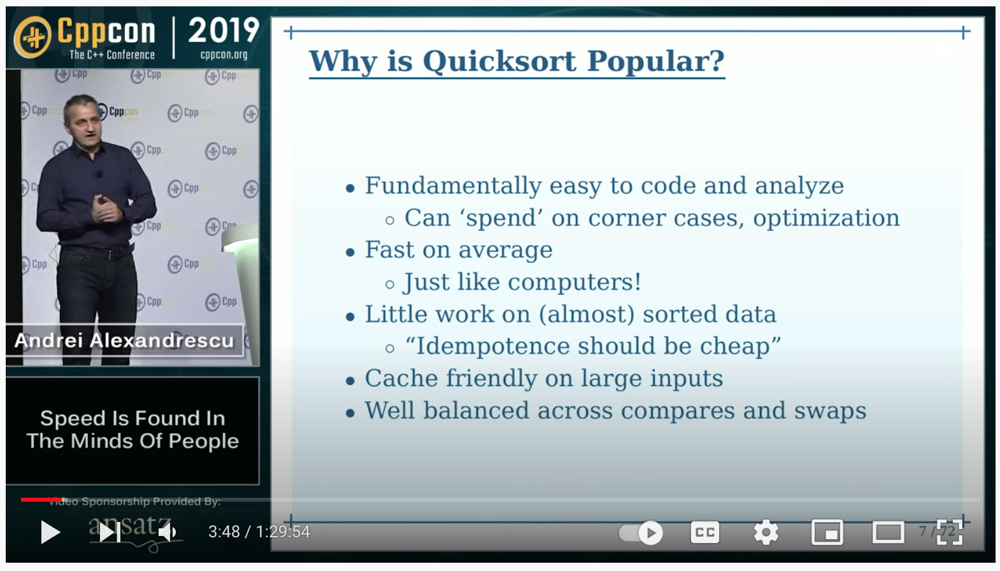 Cppcon | 2019
The C++ Conference
cppcon.org
Cppcon
Andrei Alexandrescu
Speed Is Found In
The Minds Of People
Video Sponsorship Provided By:
ansatz
Why is Quicksort Popular?
• Fundamentally easy to code and analyze
◦ Can ‘spend’ on corner cases, optimization
• Fast on average
◦ Just like computers!
• Little work on (almost) sorted data
◦ “Idempotence should be cheap”
• Cache friendly on large inputs
• Well balanced across compares and swaps
7 / 72
3:48 / 1:29:54
CC